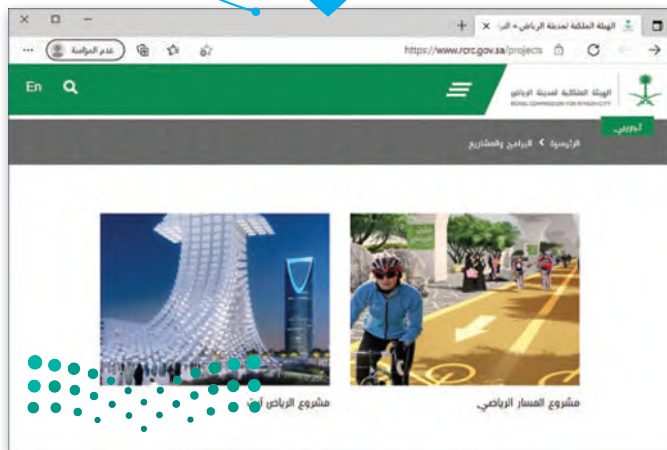 الهيئة الملكية لمدينة الرياض
عدم المزامنة
https://www.rcrc.gov.sa/projects
En
الهيئة الملكية لمدينة الرياض
ROYAL COMMISSION FOR RIYADH CITY
تجريبي
الرئيسية > البرامج والمشاريع
مشروع المسار الرياضي
مشروع الرياض آرت